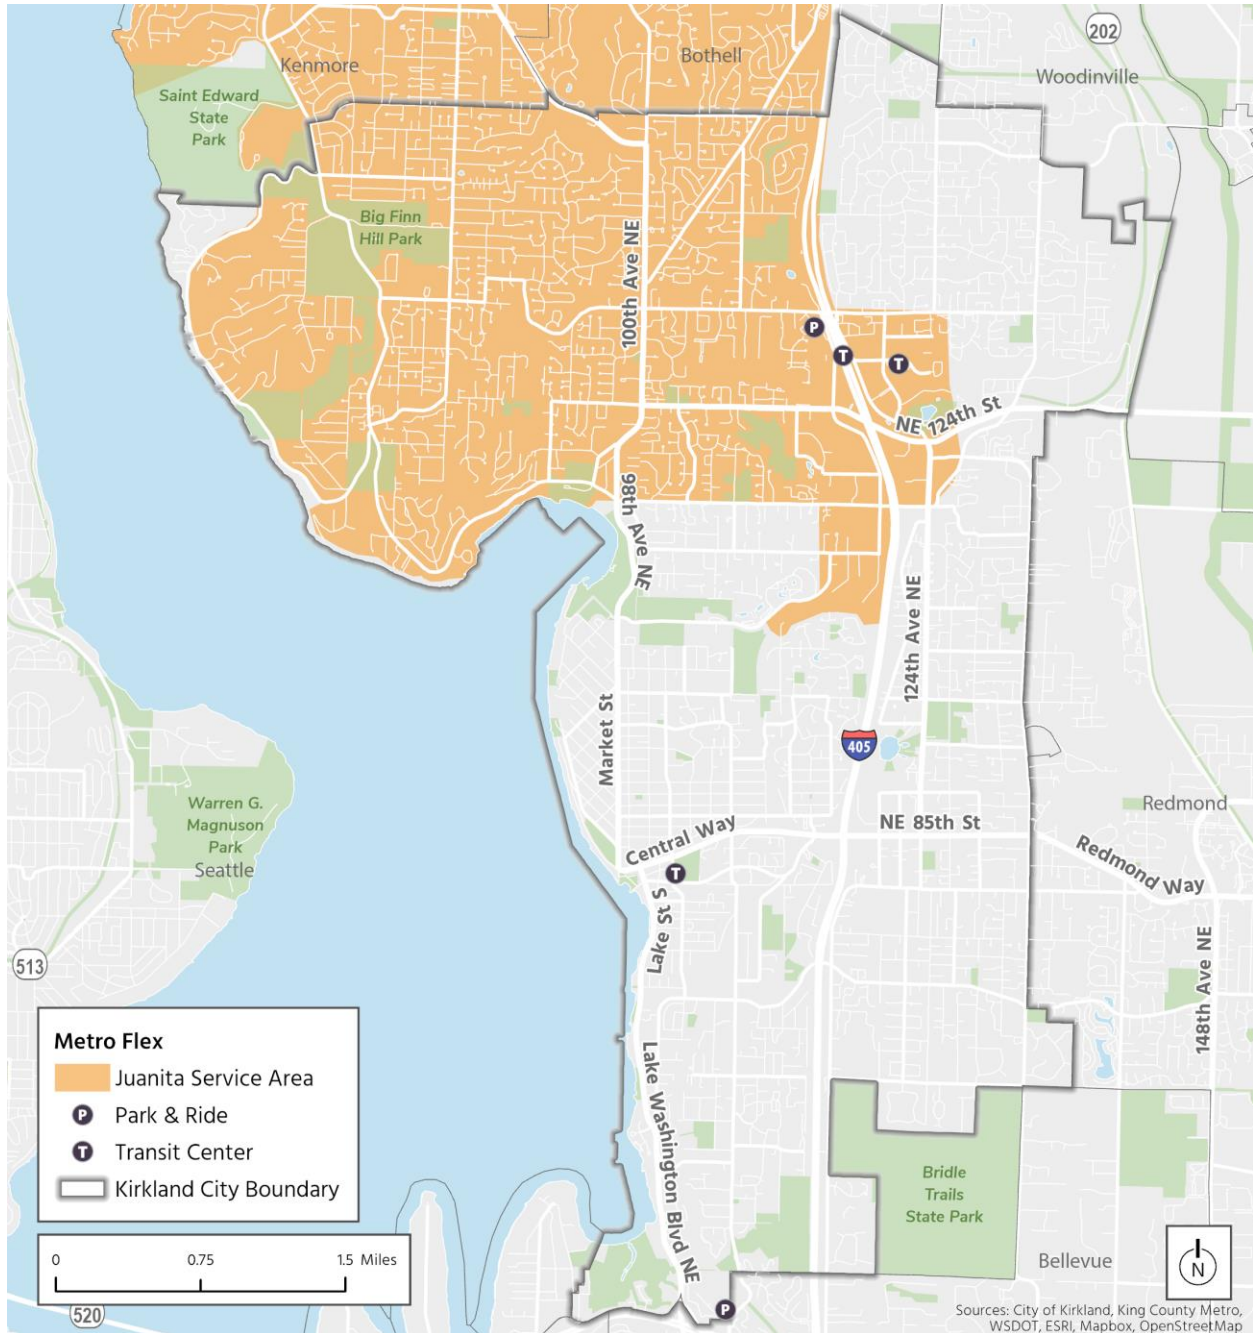 202
Kenmore
Bothell
Woodinville
Saint Edward
State
Park
Big Finn
Hill Park
100th Ave NE
P
T
T
NE 124th St
98th Ave NE
124th Ave NE
Market St
405
Warren G.
Magnuson
Park
Seattle
Redmond
Central Way
NE 85th St
Redmond Way
T
Lake St S
513
148th Ave NE
Lake Washington Blvd NE
Bridle
Trails
State Park
Bellevue
P
520
Metro Flex
Juanita Service Area
P Park & Ride
T Transit Center
Kirkland City Boundary
0 0.75 1.5 Miles
N
Sources: City of Kirkland, King County Metro,
WSDOT, ESRI, Mapbox, OpenStreetMap